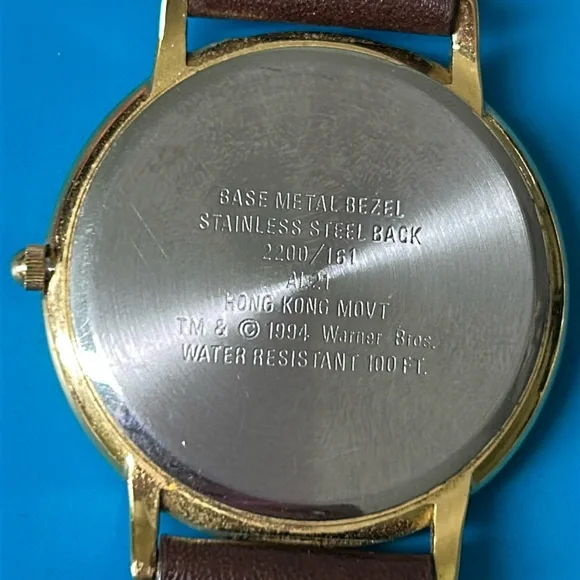 BASE METAL BEZEL
STAINLESS STEEL BACK
2200/161
HONG KONG MOVT
TM & © 1994 Warner Bros.
WATER RESISTANT 100 FT.